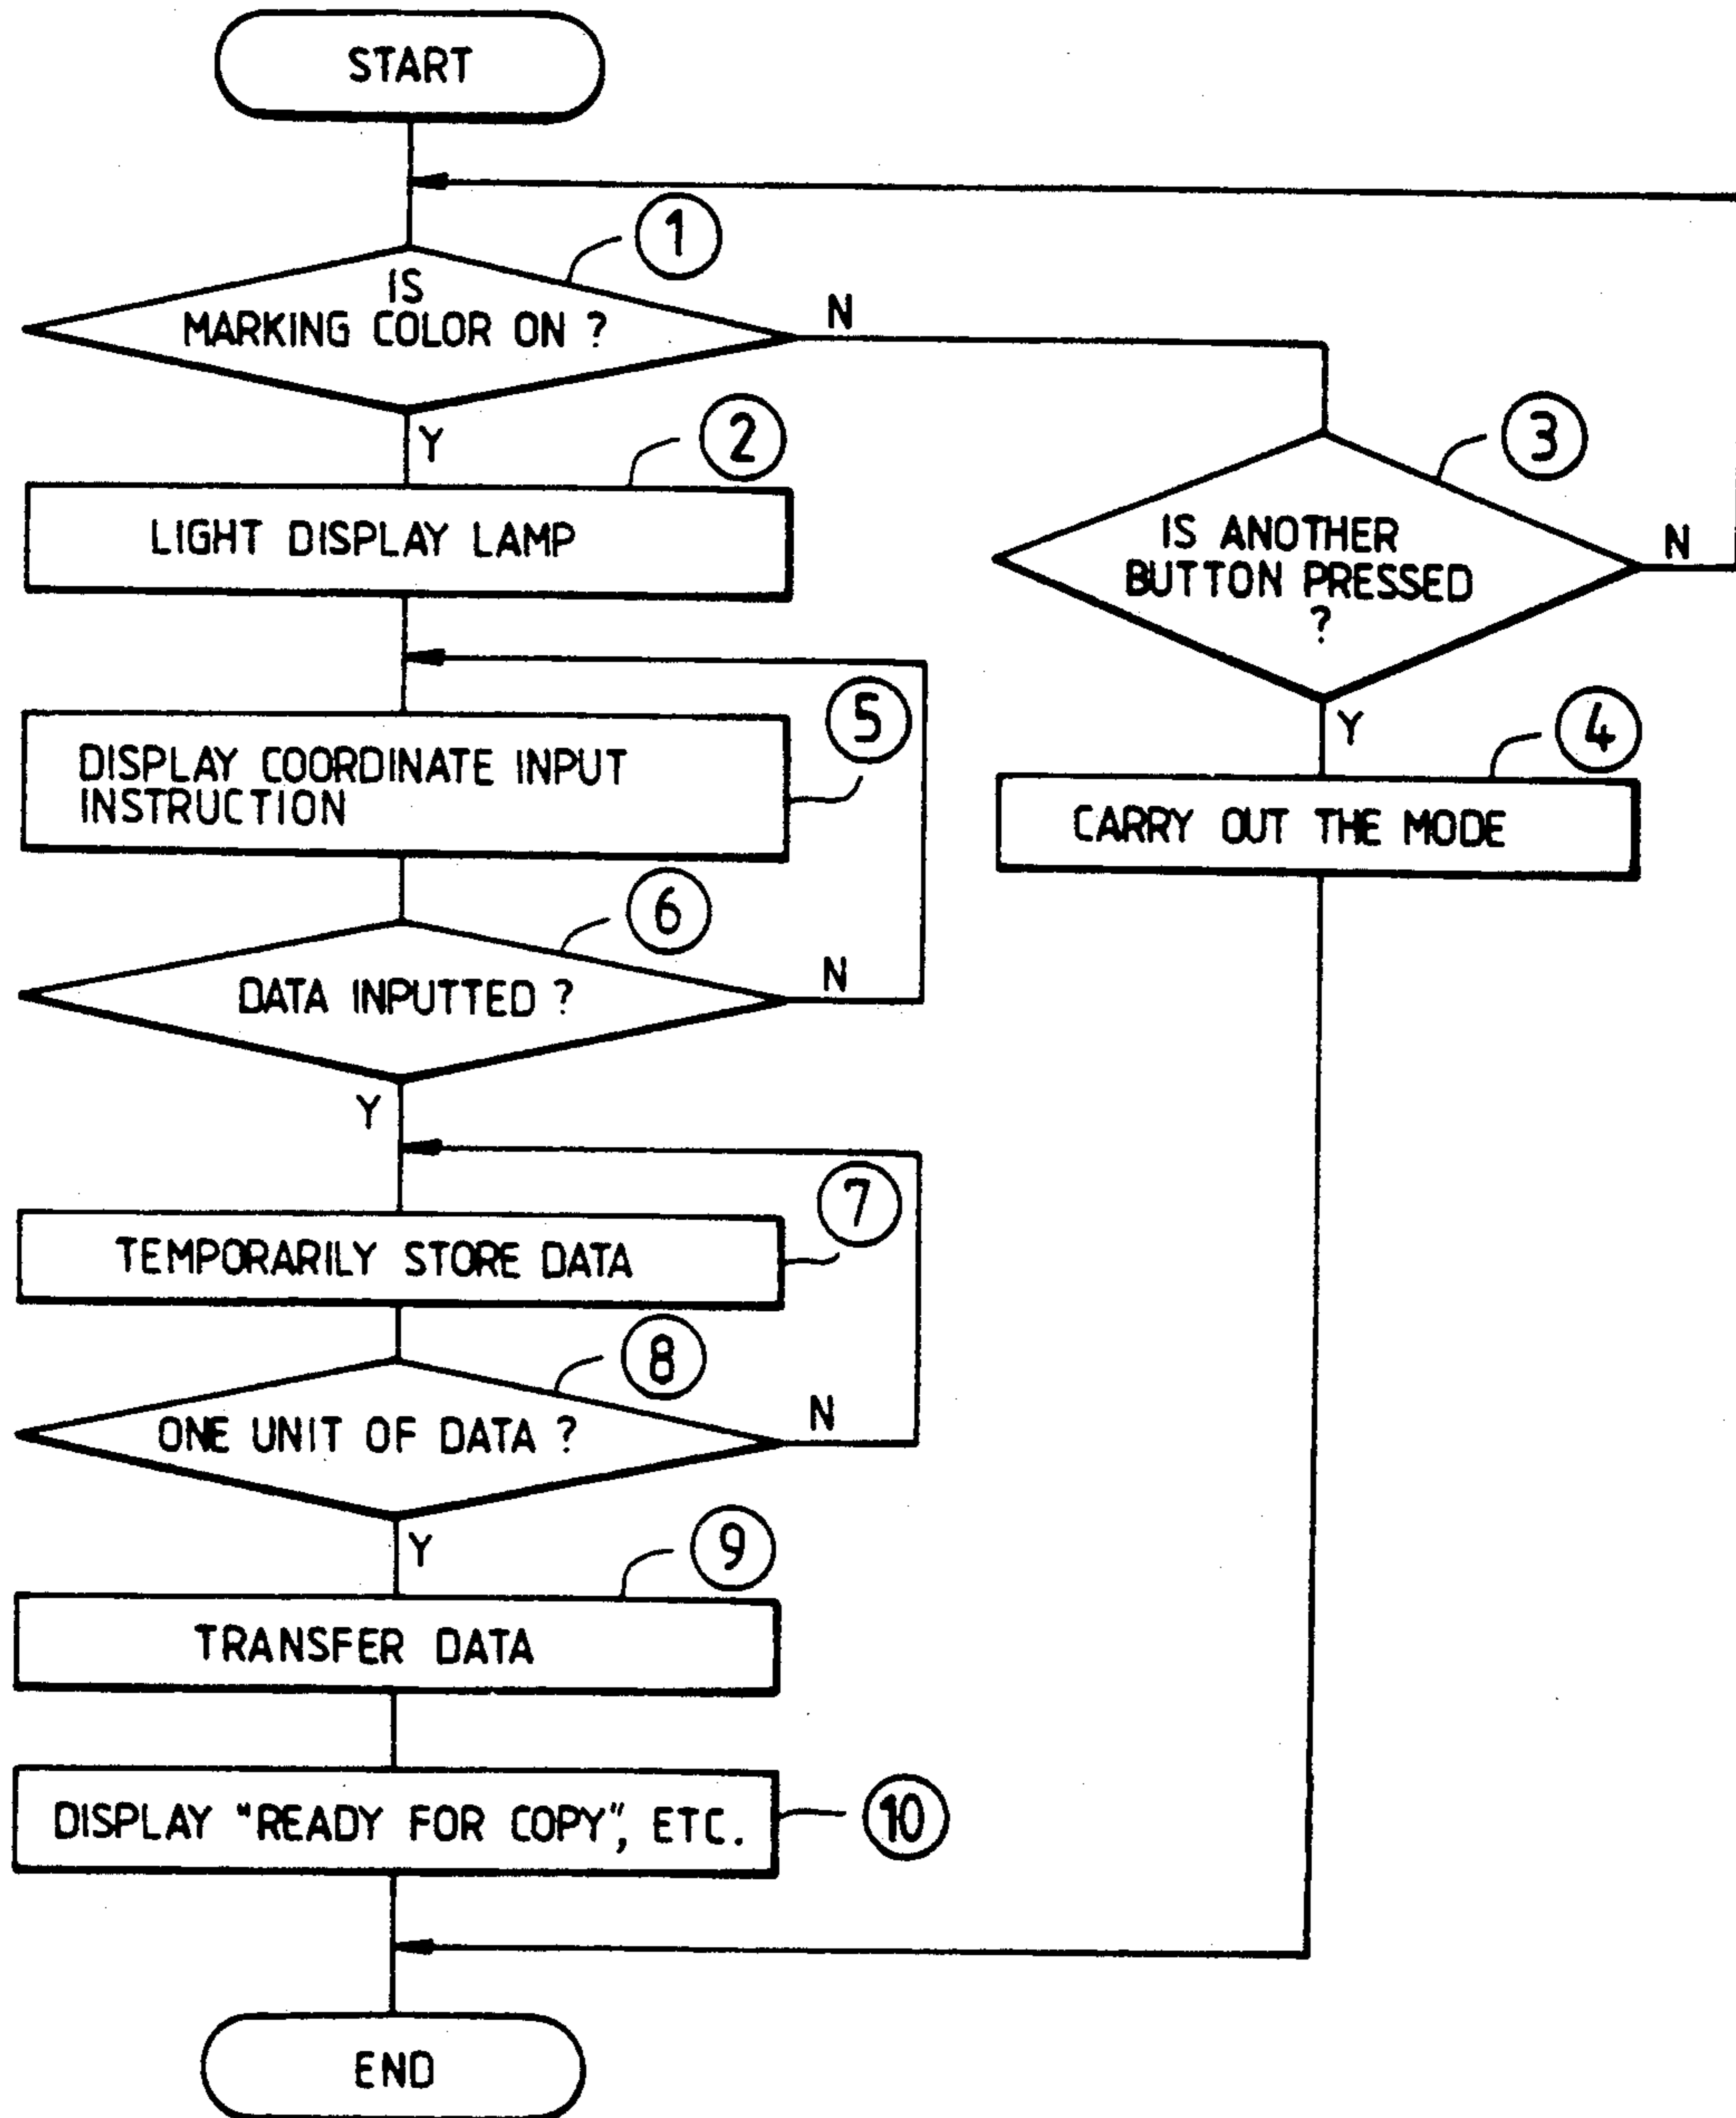 START
1
IS
MARKING COLOR ON ?
N
Y
2
LIGHT DISPLAY LAMP
3
IS ANOTHER
BUTTON PRESSED
?
N
Y
4
CARRY OUT THE MODE
5
DISPLAY COORDINATE INPUT
INSTRUCTION
6
DATA INPUTTED ?
N
Y
7
TEMPORARILY STORE DATA
8
ONE UNIT OF DATA ?
N
Y
9
TRANSFER DATA
10
DISPLAY "READY FOR COPY", ETC.
END